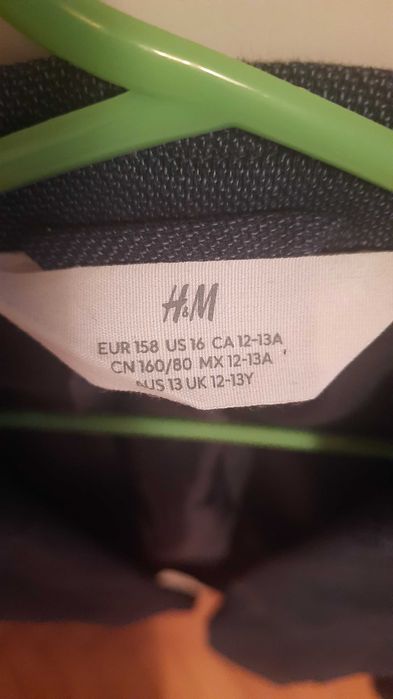 H&M
EUR 158 US 16 CA 12-13A
CN 160/80 MX 12-13A
AUS 13 UK 12-13Y